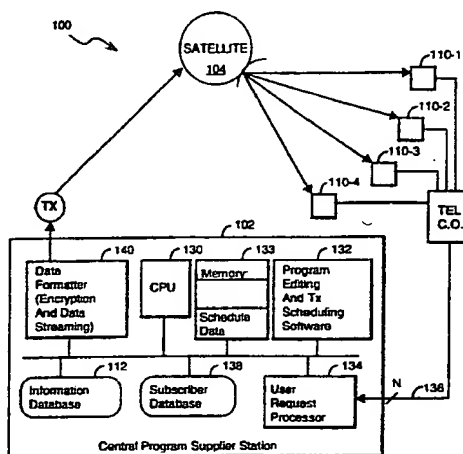 100
SATELLITE
104
110-1
110-2
110-3
110-4
TX
TEL
C.O.
102
140
130
133
132
Data
Formatter
(Encryption
And Data
Streaming)
CPU
Memory
Schedule
Data
Program
Editing
And Tx
Scheduling
Software
112
138
134
N
136
Information
Database
Subscriber
Database
User
Request
Processor
Central Program Supplier Station